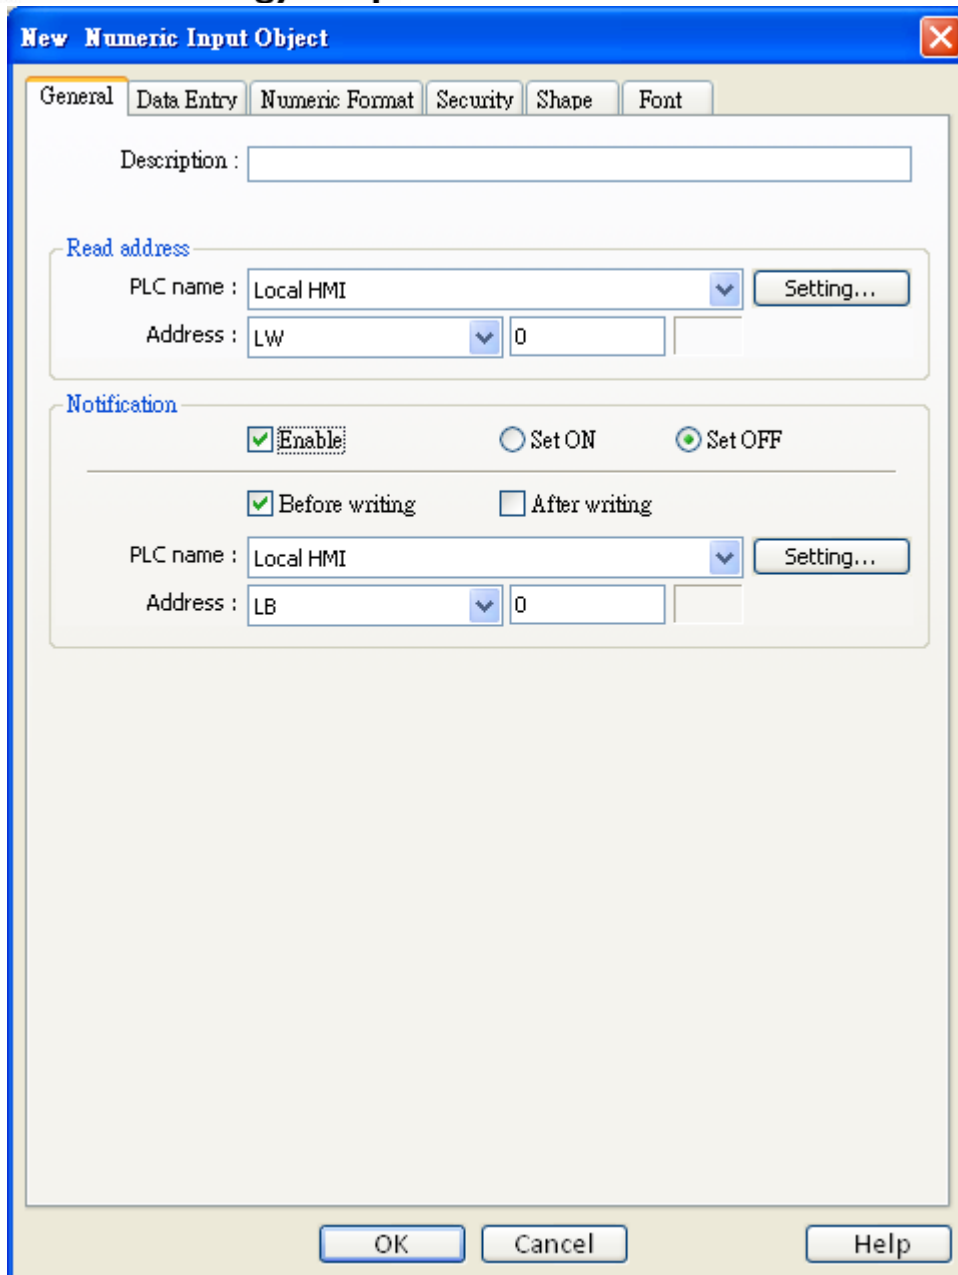 New Numeric Input Object
General Data Entry Numeric Format Security Shape Font
Description :
Read address
PLC name : Local HMI Setting...
Address : LW 0
Notification
Enable Set ON Set OFF
Before writing After writing
PLC name : Local HMI Setting...
Address : LB 0
OK Cancel Help